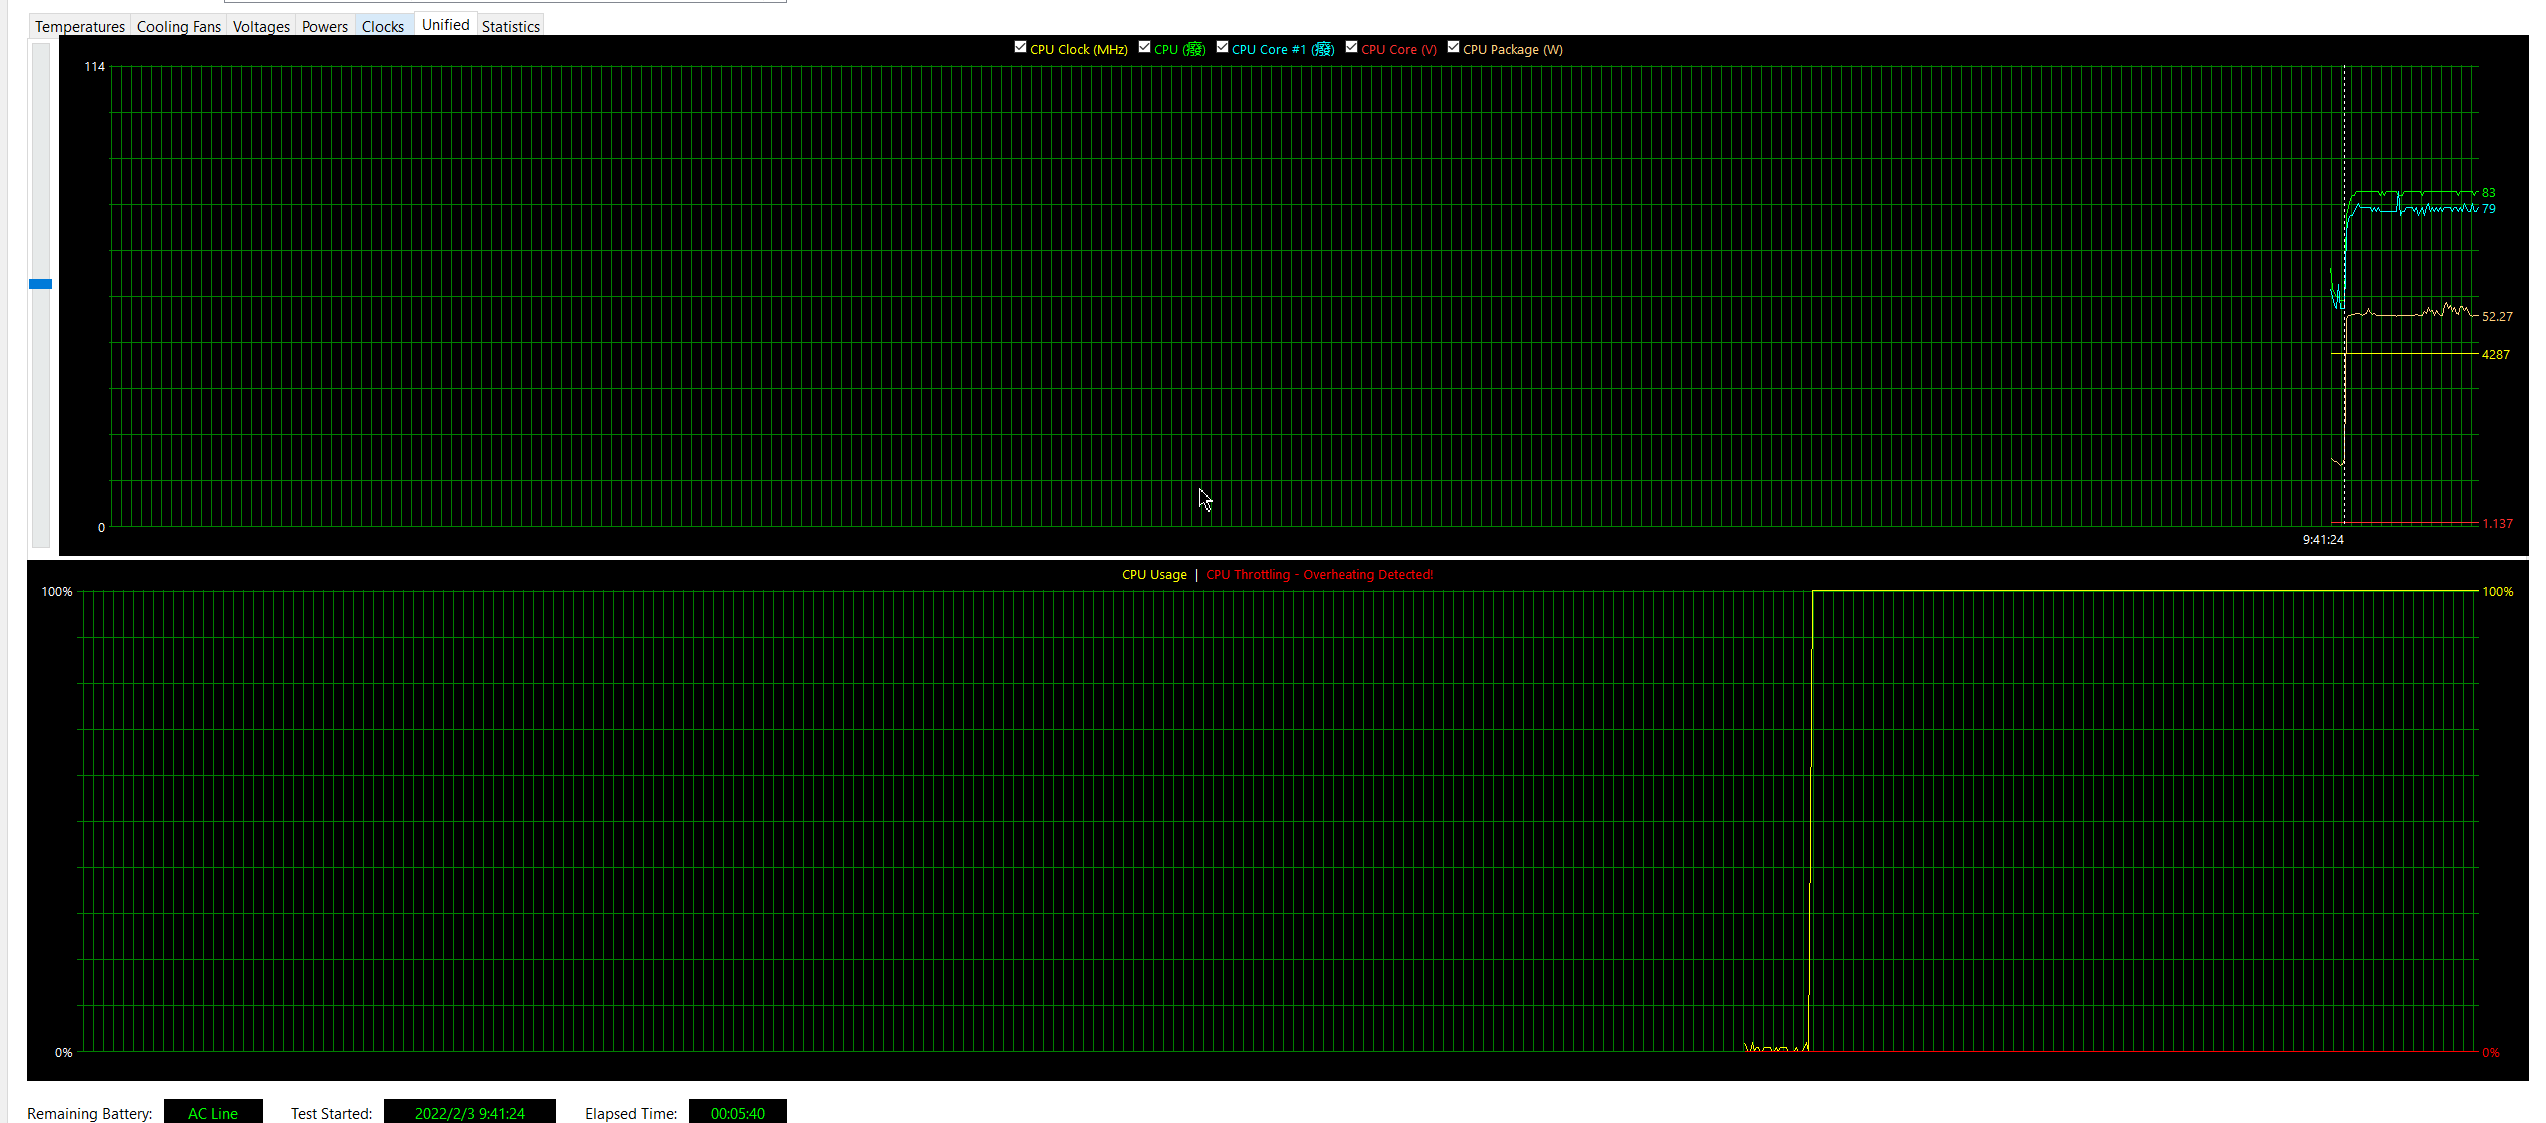 Temperatures Cooling Fans Voltages Powers Clocks Unified Statistics
CPU Clock (MHz) CPU (癈) CPU Core #1 (癈) CPU Core (V) CPU Package (W)
114
83
79
52.27
4287
0
1.137
9:41:24
CPU Usage | CPU Throttling - Overheating Detected!
100% 100%
0% 0%
Remaining Battery: AC Line Test Started: 2022/2/3 9:41:24 Elapsed Time: 00:05:40